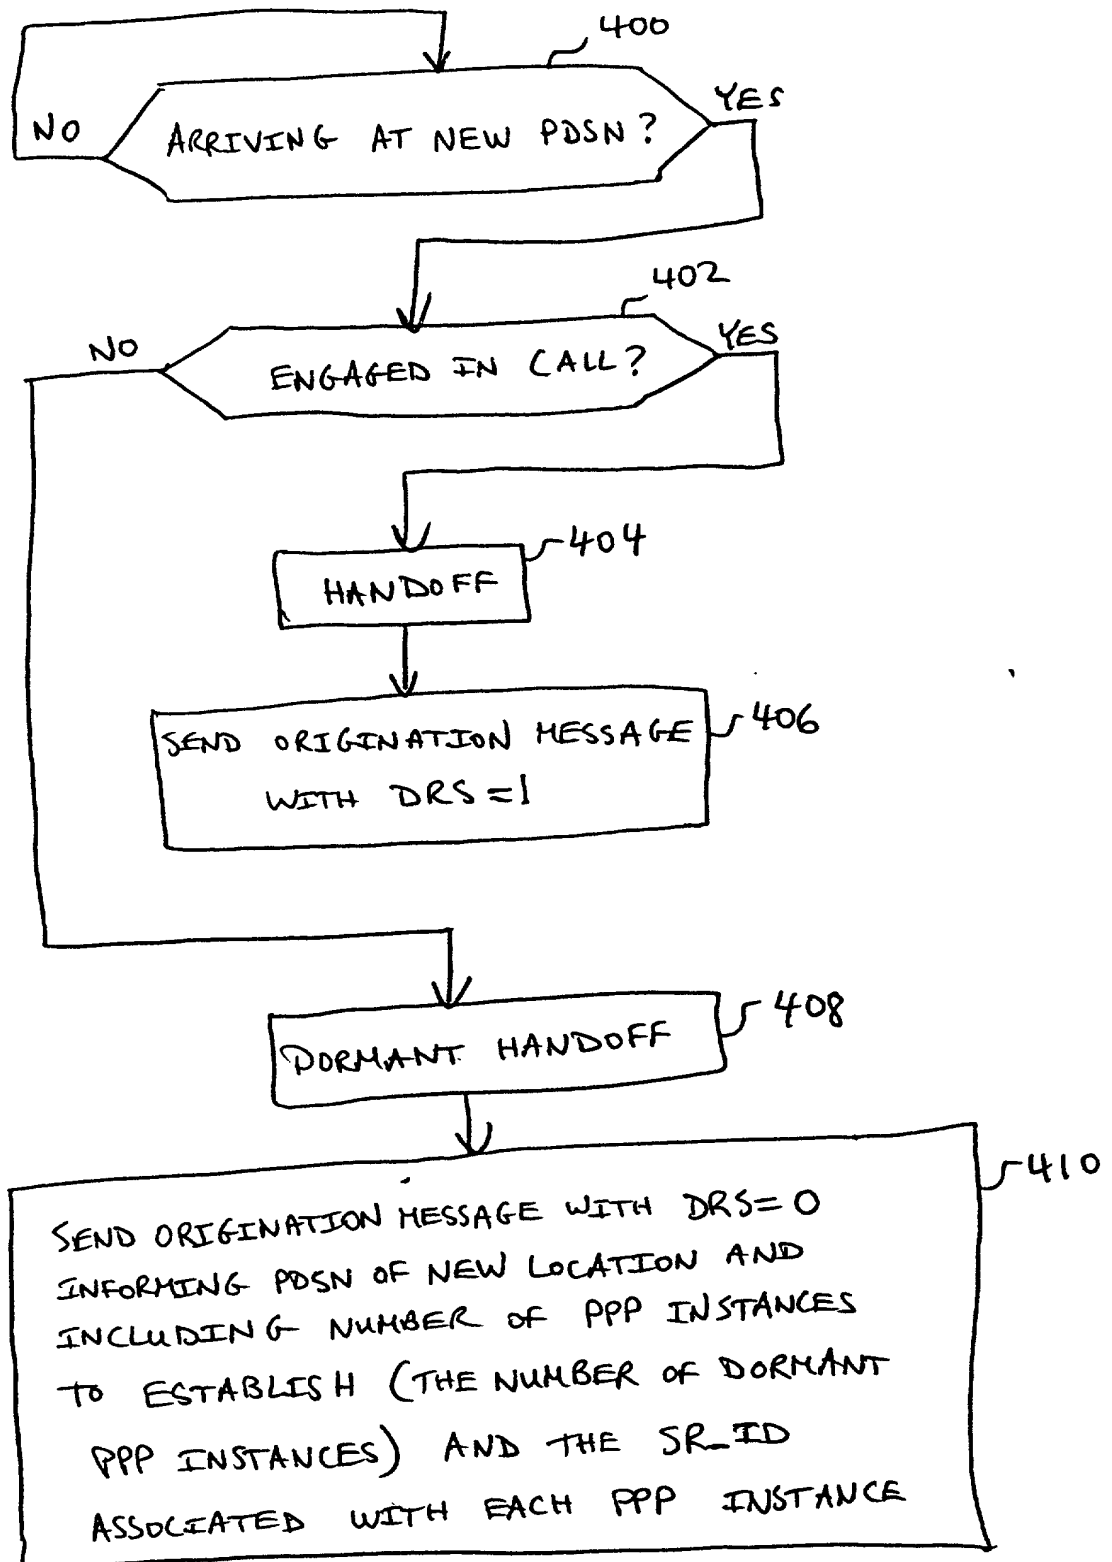 400
NO
ARRIVING AT NEW PDSN?
YES
402
NO
ENGAGED IN CALL?
YES
404
HANDOFF
406
SEND ORIGINATION MESSAGE
WITH DRS=1
408
DORMANT HANDOFF
410
SEND ORIGINATION MESSAGE WITH DRS=0
INFORMING PDSN OF NEW LOCATION AND
INCLUDING NUMBER OF PPP INSTANCES
TO ESTABLISH (THE NUMBER OF DORMANT
PPP INSTANCES) AND THE SR_ID
ASSOCIATED WITH EACH PPP INSTANCE